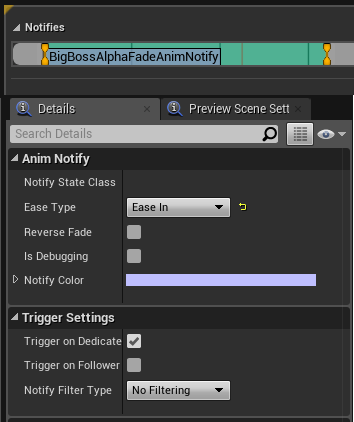 Notifies
BigBossAlphaFadeAnimNotify
Details
Preview Scene Sett
Search Details
Anim Notify
Notify State Class
Ease Type
Ease In
Reverse Fade
Is Debugging
Notify Color
Trigger Settings
Trigger on Dedicate
Trigger on Follower
Notify Filter Type
No Filtering